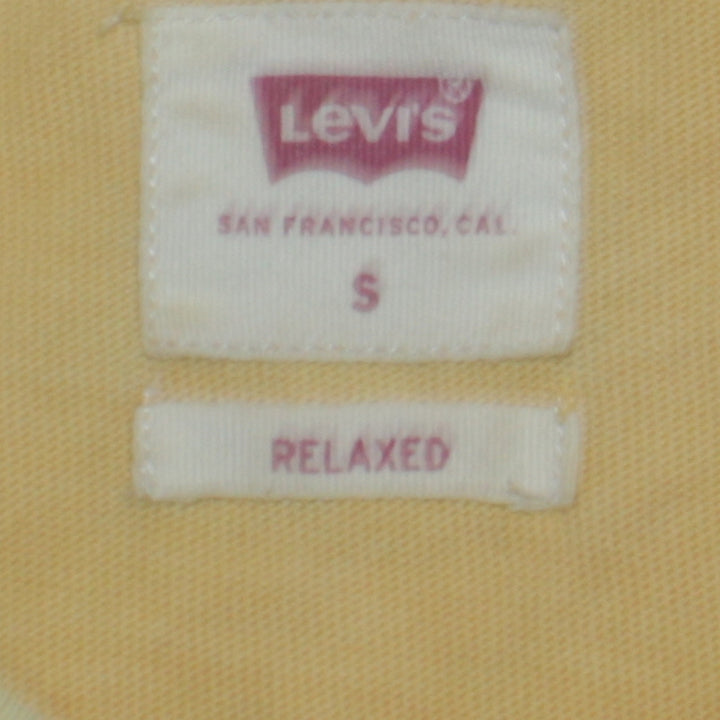 Levi's®
SAN FRANCISCO, CAL.
S
RELAXED